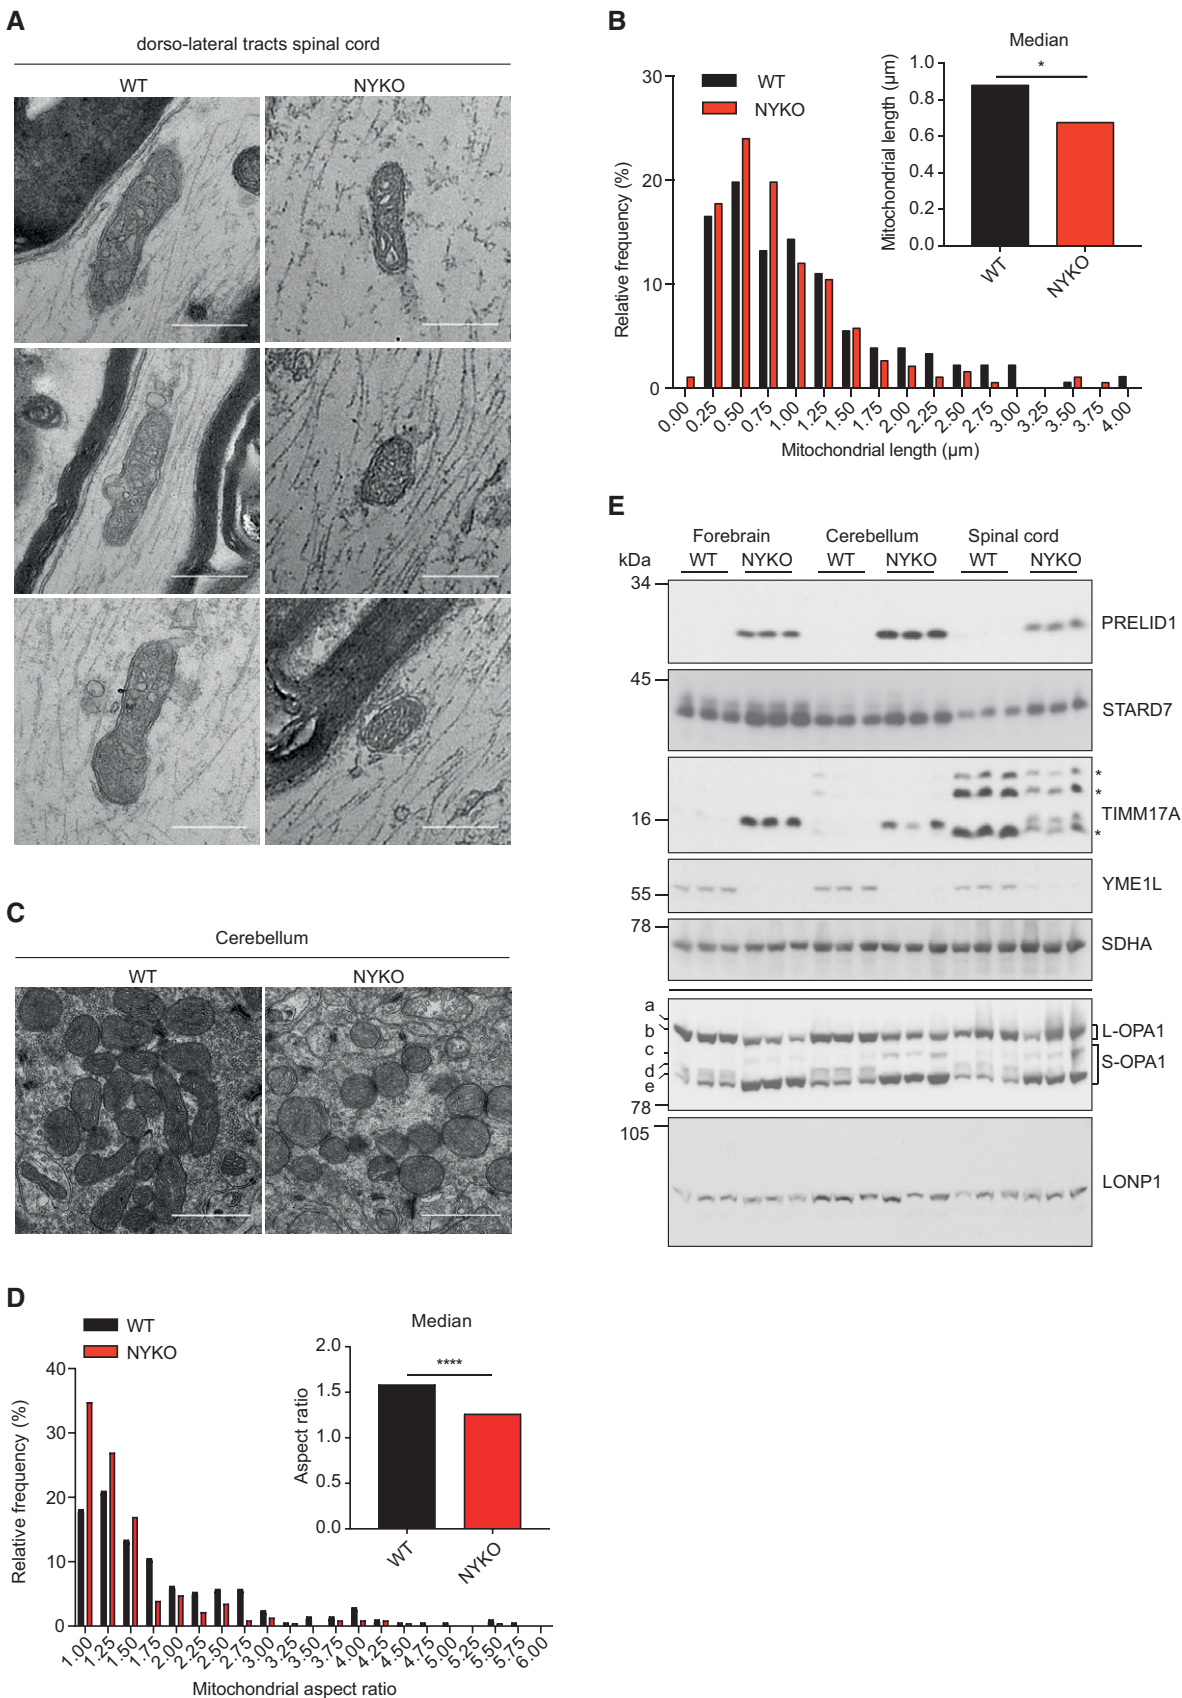 A
dorso-lateral tracts spinal cord
WT NYKO
B
30
20
10
0
Relative frequency (%)
WT
NYKO
0.00 0.25 0.50 0.75 1.00 1.25 1.50 1.75 2.00 2.25 2.50 2.75 3.00 3.25 3.50 3.75 4.00
Mitochondrial length (µm)
Median
*
1.0
0.8
0.6
0.4
0.2
0.0
Mitochondrial length (µm)
WT NYKO
C
Cerebellum
WT NYKO
D
WT
NYKO
40
30
20
10
0
Relative frequency (%)
1.00 1.25 1.50 1.75 2.00 2.25 2.50 2.75 3.00 3.25 3.50 3.75 4.00 4.25 4.50 4.75 5.00 5.25 5.50 5.75 6.00
Mitochondrial aspect ratio
Median
****
2.0
1.5
1.0
0.5
0.0
Aspect ratio
WT NYKO
E
Forebrain Cerebellum Spinal cord
kDa WT NYKO WT NYKO WT NYKO
34
PRELID1
45
STARD7
*
*
16 TIMM17A
*
55 YME1L
78
SDHA
a
b L-OPA1
c S-OPA1
d
e
78
105
LONP1